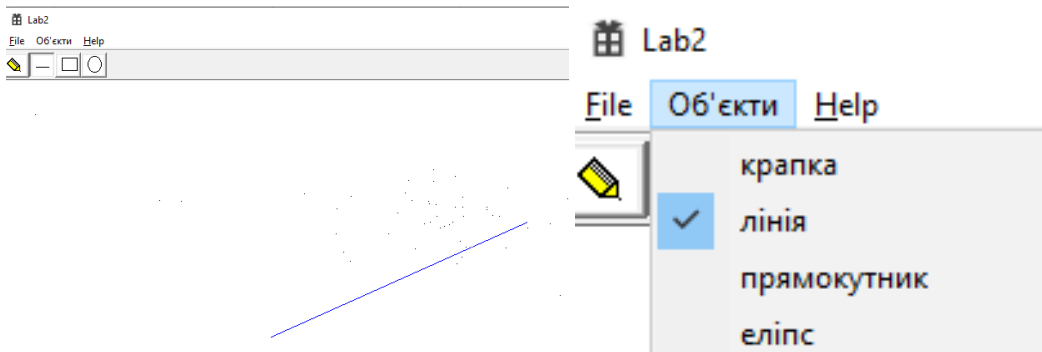 Lab2
File Об'єкти Help
Lab2
File Об'єкти Help
крапка
лінія
прямокутник
еліпс